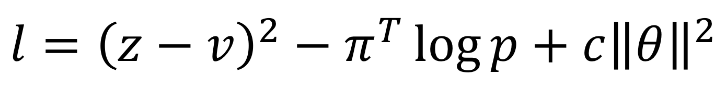 l = (z − v)² − π^T log p + c‖θ‖²